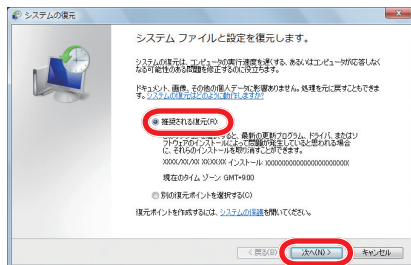 システムの復元
システム ファイルと設定を復元します。
システムの復元は、コンピュータの実行速度を遅くする、あるいはコンピュータが応答しなく
なる可能性のある問題を修正するのに役立ちます。
ドキュメント、画像、その他の個人データに影響ありません。処理を元に戻すこともできま
す。システムの復元はどのように動作しますか?
推奨される復元(R):
このオプションを選択すると、最新の更新プログラム、ドライバ、またはソ
フトウェアのインストールによって問題が発生していると思われる場合
に、それらのインストールを取り消すことができます。
XXXX/XX/XX XX:XX:XX インストール: XXXXXXXXXXXXXXXXXXXXXXXX
現在のタイム ゾーン: GMT+9:00
別の復元ポイントを選択する(C)
復元ポイントを作成するには、システムの保護を開いてください。
< 戻る(B) 次へ(N) > キャンセル